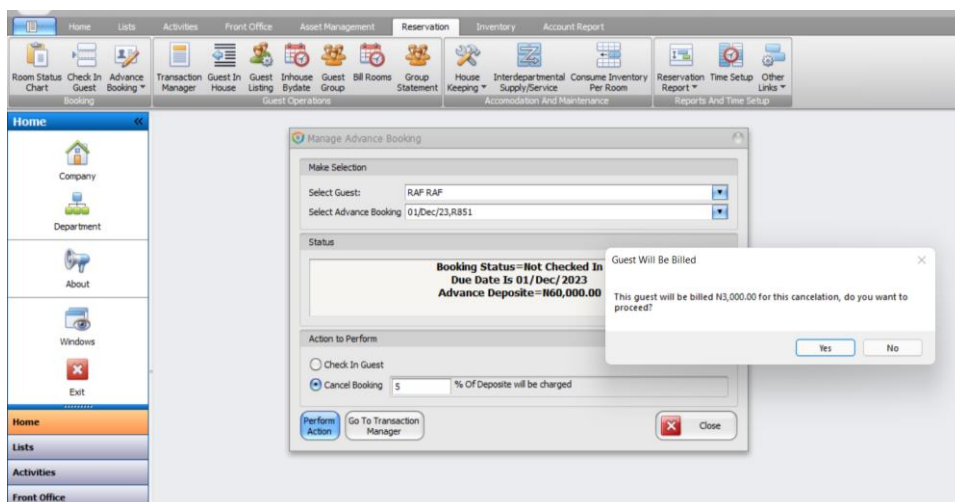 Home Lists Activities Front Office Asset Management Reservation Inventory Account Report
Room Status Check In Advance Transaction Guest In Guest Inhouse Guest Bill Rooms Group House Interdepartmental Consume Inventory Reservation Time Setup Other
Chart Guest Booking Manager House Listing Bydate Group Statement Keeping Supply/Service Per Room Report Links
Booking Guest Operations Accomodation And Maintenance Reports And Time Setup
Home
Company
Department
About
Windows
Exit
Home
Lists
Activities
Front Office
Manage Advance Booking
Make Selection
Select Guest: RAF RAF
Select Advance Booking 01/Dec/23,R851
Status
Booking Status=Not Checked In
Due Date Is 01/Dec/2023
Advance Deposite=N60,000.00
Action to Perform
Check In Guest
Cancel Booking 5 % Of Deposite will be charged
Perform Action
Go To Transaction Manager
Close
Guest Will Be Billed
This guest will be billed N3,000.00 for this cancelation, do you want to
proceed?
Yes No